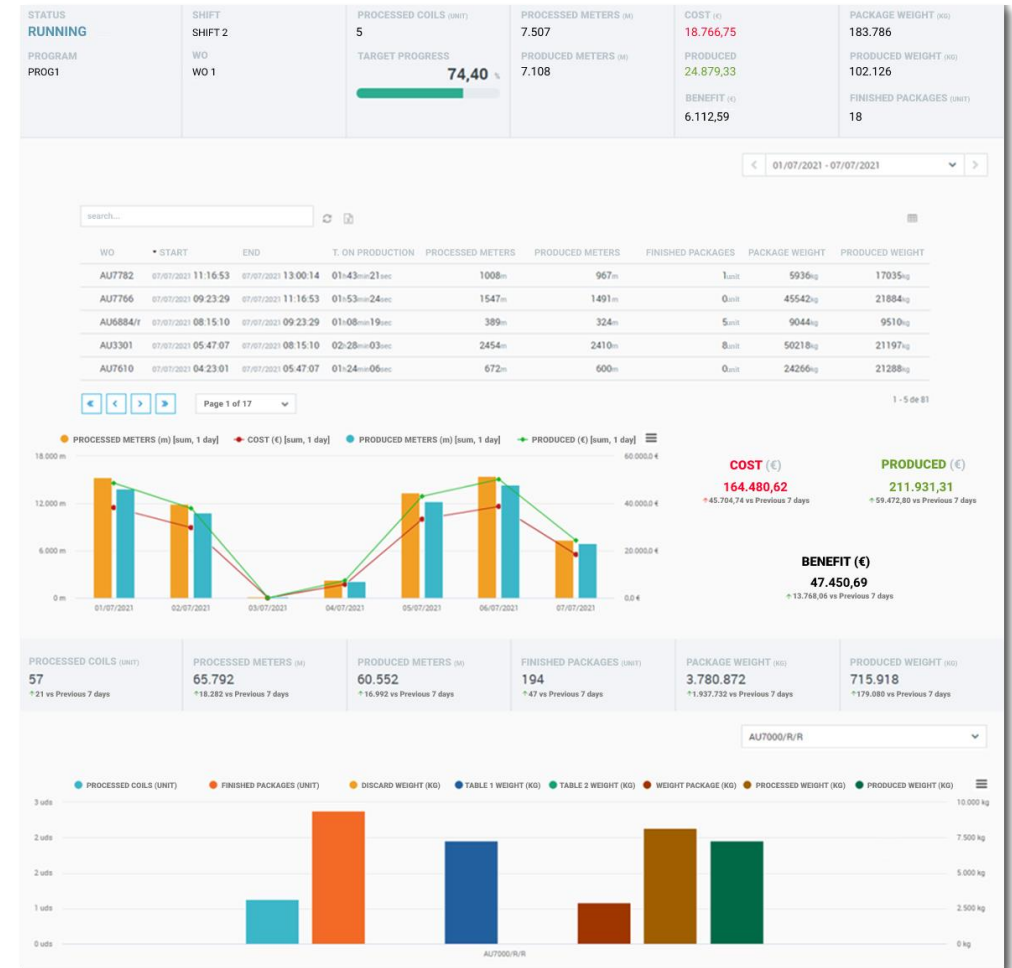 STATUS
RUNNING
PROGRAM
PROG1
SHIFT
SHIFT 2
WO
WO 1
PROCESSED COILS (UNIT)
5
TARGET PROGRESS
74,40 %
PROCESSED METERS (M)
7.507
PRODUCED METERS (M)
7.108
COST (€)
18.766,75
PRODUCED
24.879,33
BENEFIT (€)
6.112,59
PACKAGE WEIGHT (KG)
183.786
PRODUCED WEIGHT (KG)
102.126
FINISHED PACKAGES (UNIT)
18
01/07/2021 - 07/07/2021
search...
WO START END T. ON PRODUCTION PROCESSED METERS PRODUCED METERS FINISHED PACKAGES PACKAGE WEIGHT PRODUCED WEIGHT
AU7782 07/07/2021 11:16:53 07/07/2021 13:00:14 01h43min21sec 1008m 967m 1unit 5936kg 17035kg
AU7766 07/07/2021 09:23:29 07/07/2021 11:16:53 01h53min24sec 1547m 1491m 0unit 45542kg 21884kg
AU6884/r 07/07/2021 08:15:10 07/07/2021 09:23:29 01h08min19sec 389m 324m 5unit 9044kg 9510kg
AU3301 07/07/2021 05:47:07 07/07/2021 08:15:10 02h28min03sec 2454m 2410m 8unit 50218kg 21197kg
AU7610 07/07/2021 04:23:01 07/07/2021 05:47:07 01h24min06sec 672m 600m 0unit 24266kg 21288kg
Page 1 of 17
1 - 5 de 81
PROCESSED METERS (m) [sum, 1 day] COST (€) [sum, 1 day] PRODUCED METERS (m) [sum, 1 day] PRODUCED (€) [sum, 1 day]
18.000 m 60.000,0 €
12.000 m 40.000,0 €
6.000 m 20.000,0 €
0 m 0,0 €
01/07/2021 02/07/2021 03/07/2021 04/07/2021 05/07/2021 06/07/2021 07/07/2021
COST (€)
164.480,62
45.704,74 vs Previous 7 days
PRODUCED (€)
211.931,31
59.472,80 vs Previous 7 days
BENEFIT (€)
47.450,69
13.768,06 vs Previous 7 days
PROCESSED COILS (UNIT)
57
21 vs Previous 7 days
PROCESSED METERS (M)
65.792
18.282 vs Previous 7 days
PRODUCED METERS (M)
60.552
16.992 vs Previous 7 days
FINISHED PACKAGES (UNIT)
194
47 vs Previous 7 days
PACKAGE WEIGHT (KG)
3.780.872
1.937.732 vs Previous 7 days
PRODUCED WEIGHT (KG)
715.918
179.080 vs Previous 7 days
AU7000/R/R
PROCESSED COILS (UNIT) FINISHED PACKAGES (UNIT) DISCARD WEIGHT (KG) TABLE 1 WEIGHT (KG) TABLE 2 WEIGHT (KG) WEIGHT PACKAGE (KG) PROCESSED WEIGHT (KG) PRODUCED WEIGHT (KG)
3 uds 10.000 kg
2 uds 7.500 kg
2 uds 5.000 kg
1 uds 2.500 kg
0 uds 0 kg
AU7000/R/R